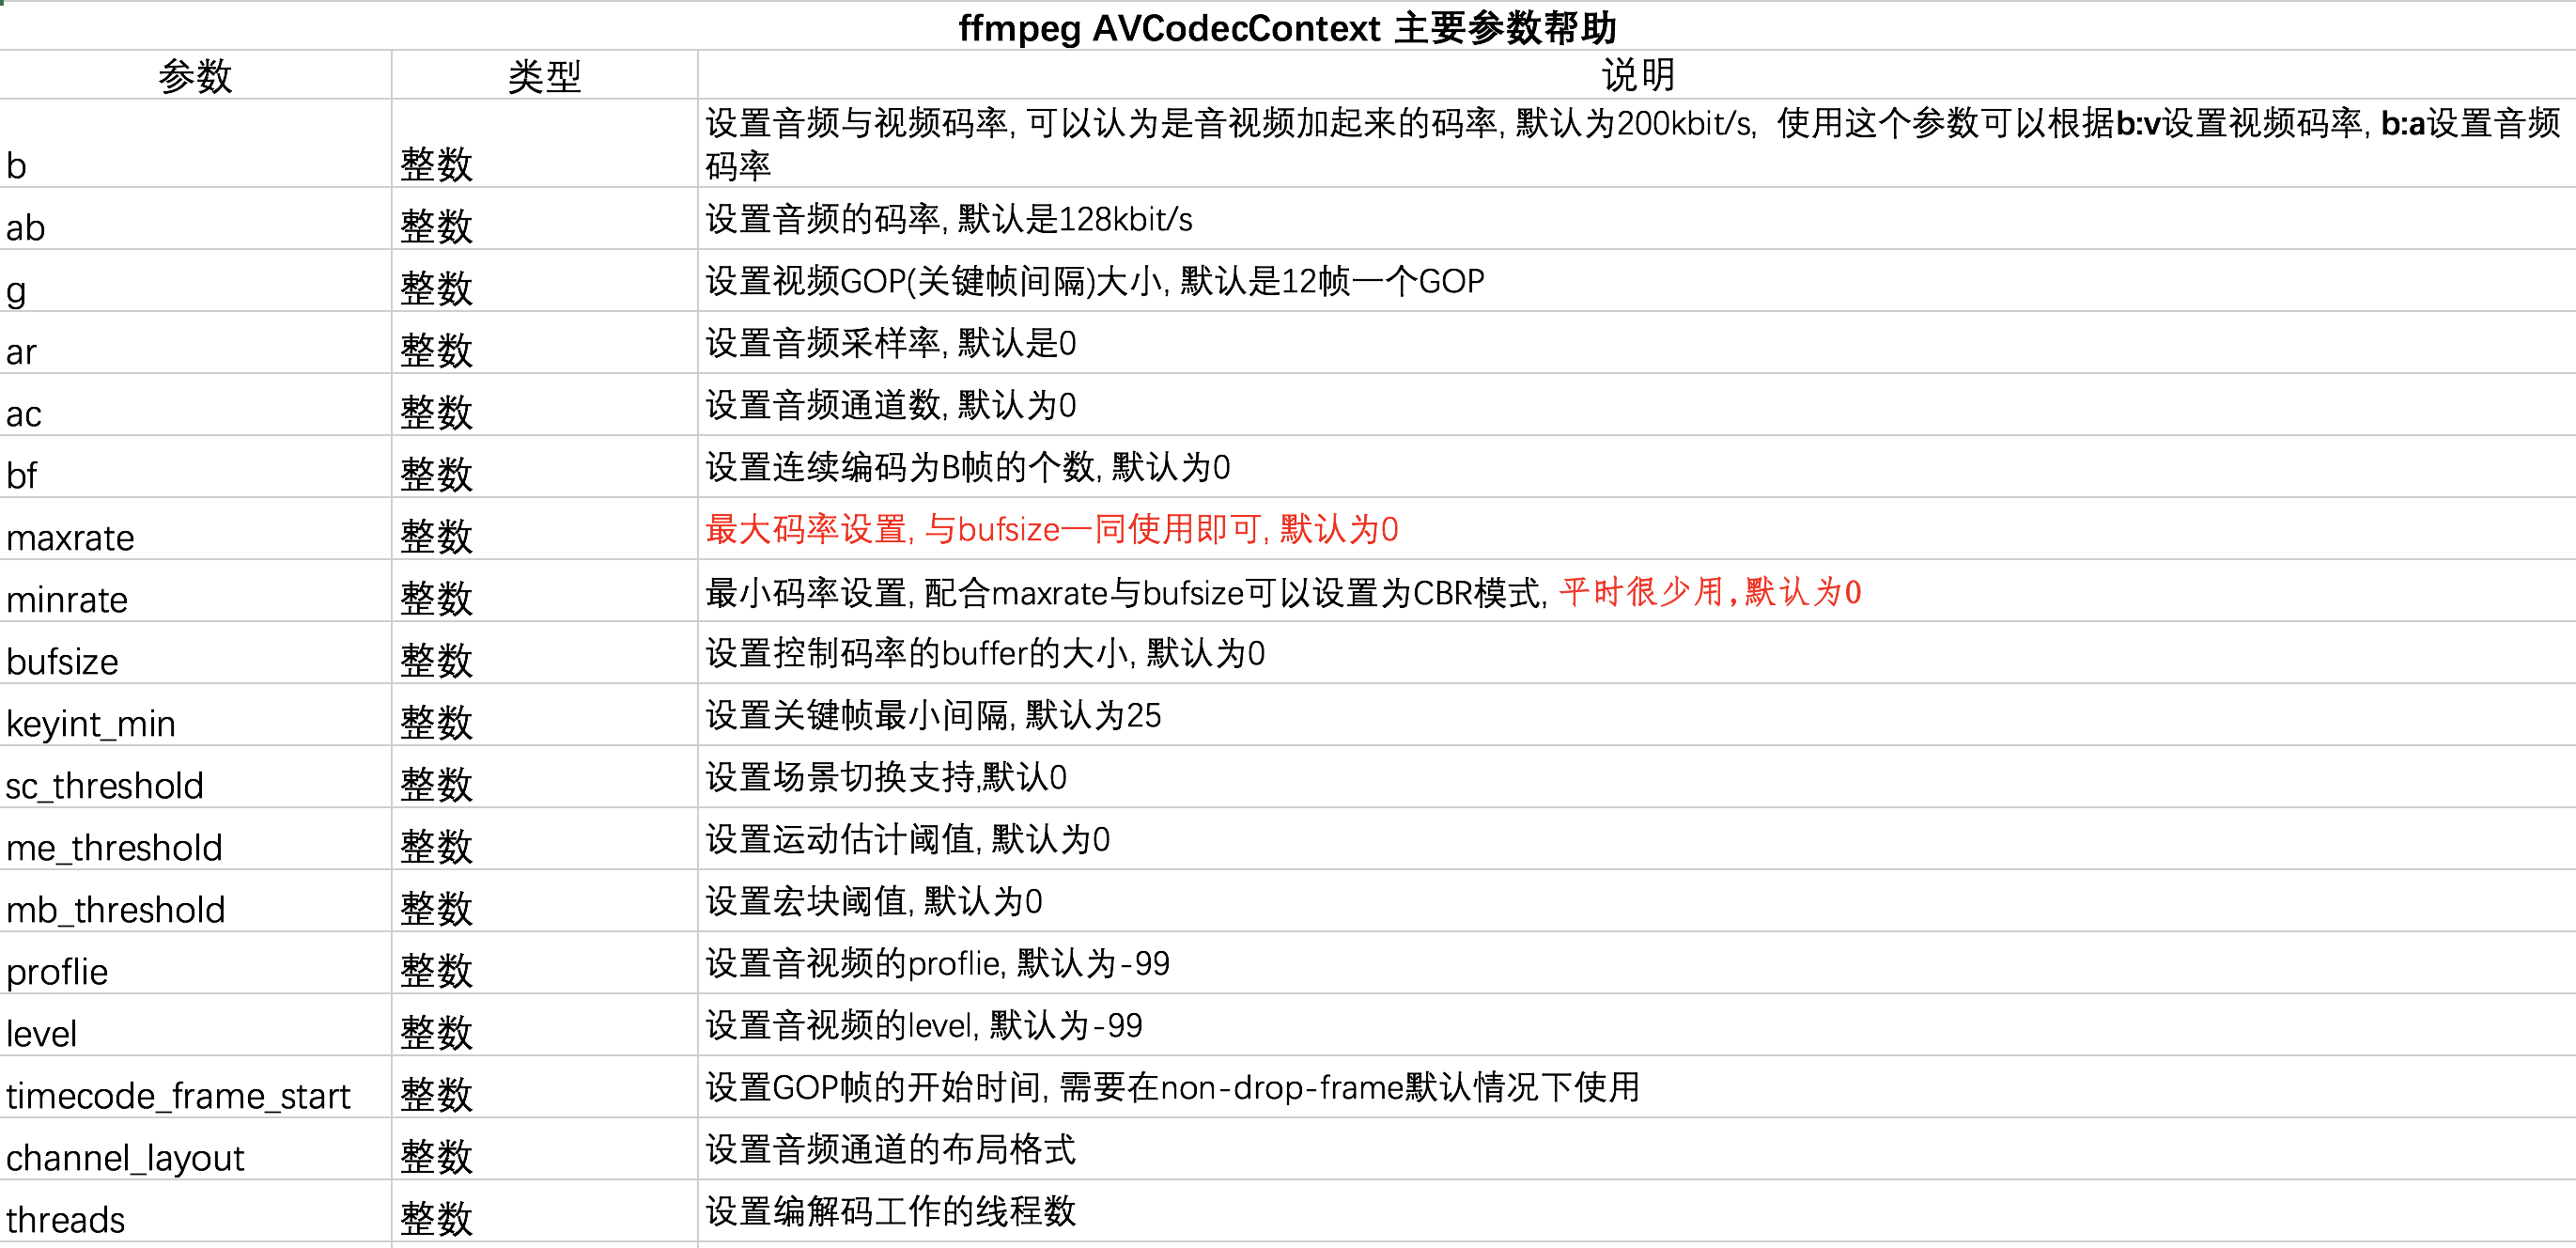 ffmpeg AVCodecContext 主要参数帮助
参数 类型 说明
b 整数 设置音频与视频码率, 可以认为是音视频加起来的码率, 默认为200kbit/s, 使用这个参数可以根据b:v设置视频码率, b:a设置音频
码率
ab 整数 设置音频的码率, 默认是128kbit/s
g 整数 设置视频GOP(关键帧间隔)大小, 默认是12帧一个GOP
ar 整数 设置音频采样率, 默认是0
ac 整数 设置音频通道数, 默认为0
bf 整数 设置连续编码为B帧的个数, 默认为0
maxrate 整数 最大码率设置, 与bufsize一同使用即可, 默认为0
minrate 整数 最小码率设置, 配合maxrate与bufsize可以设置为CBR模式, 平时很少用,默认为0
bufsize 整数 设置控制码率的buffer的大小, 默认为0
keyint_min 整数 设置关键帧最小间隔, 默认为25
sc_threshold 整数 设置场景切换支持,默认0
me_threshold 整数 设置运动估计阈值, 默认为0
mb_threshold 整数 设置宏块阈值, 默认为0
proflie 整数 设置音视频的proflie, 默认为-99
level 整数 设置音视频的level, 默认为-99
timecode_frame_start 整数 设置GOP帧的开始时间, 需要在non-drop-frame默认情况下使用
channel_layout 整数 设置音频通道的布局格式
threads 整数 设置编解码工作的线程数